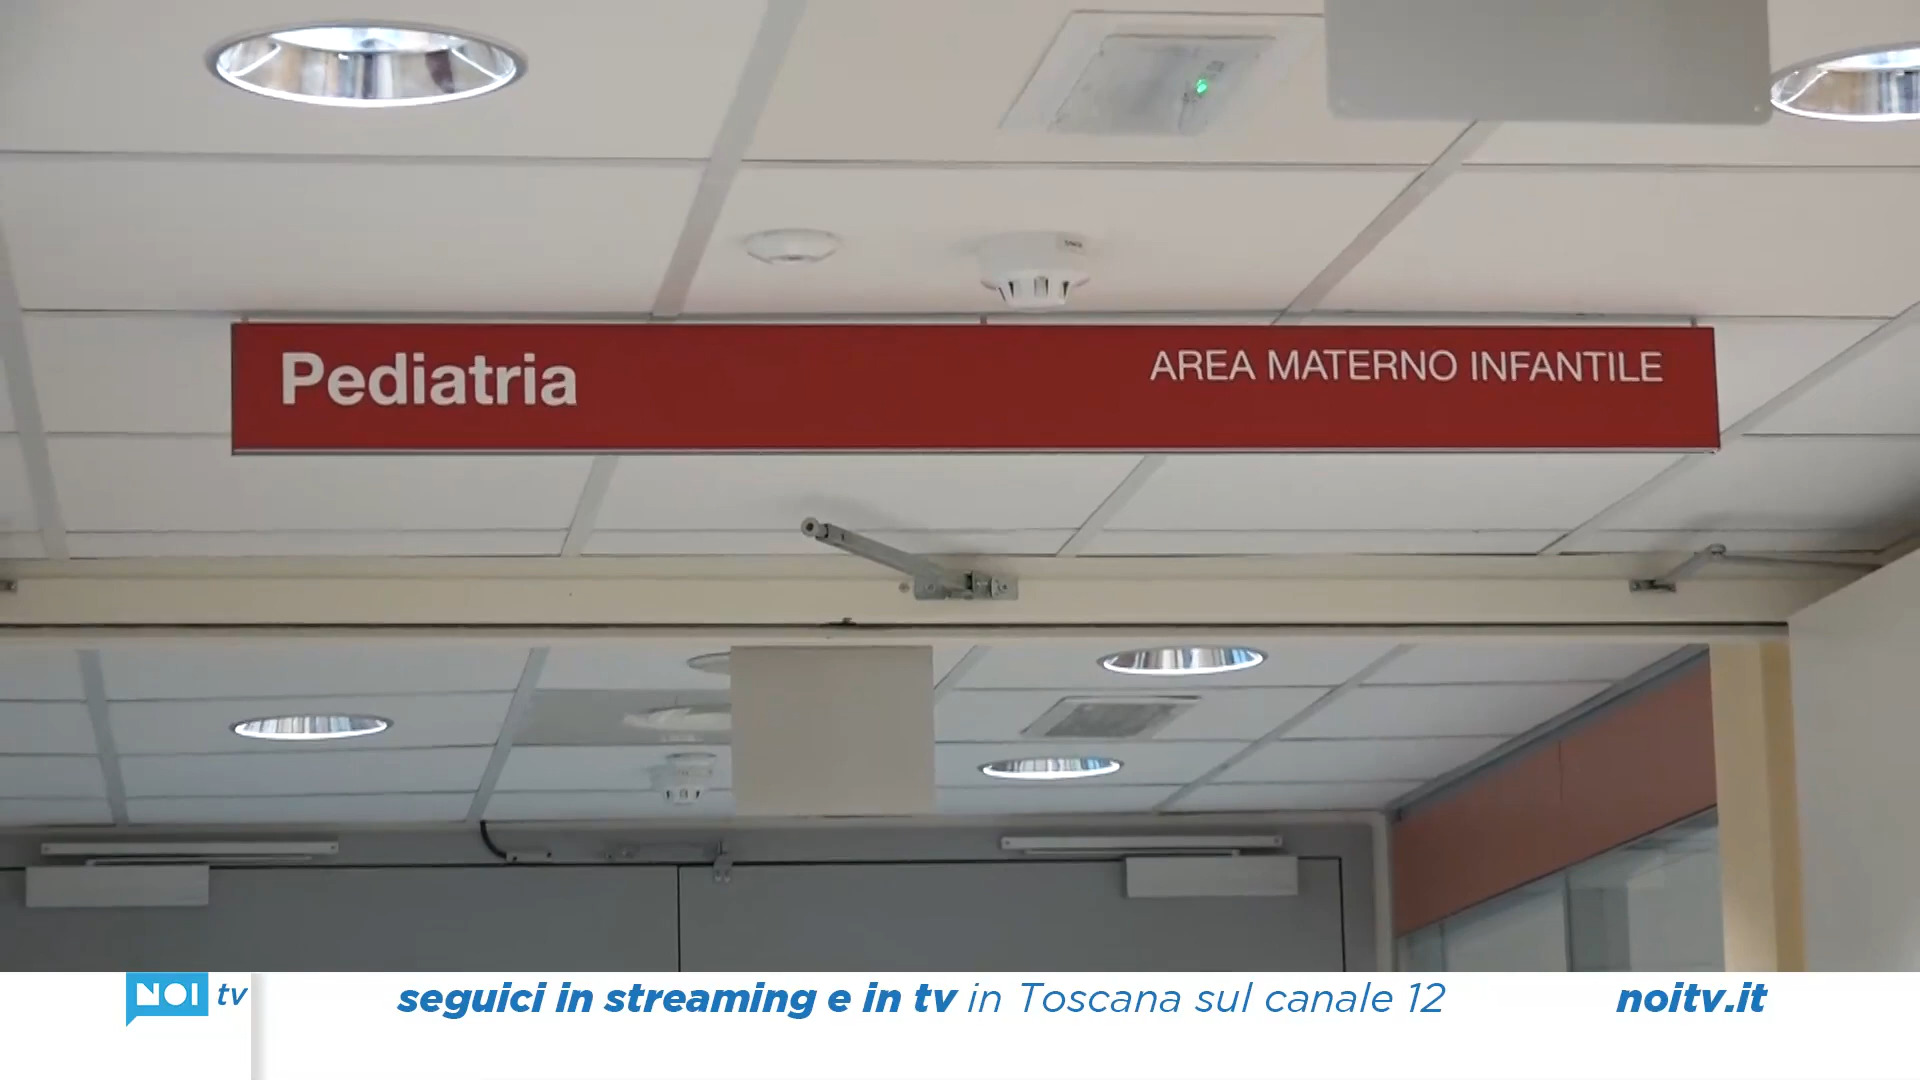 Pediatria
AREA MATERNO INFANTILE
NOI tv
seguici in streaming e in tv in Toscana sul canale 12
noitv.it